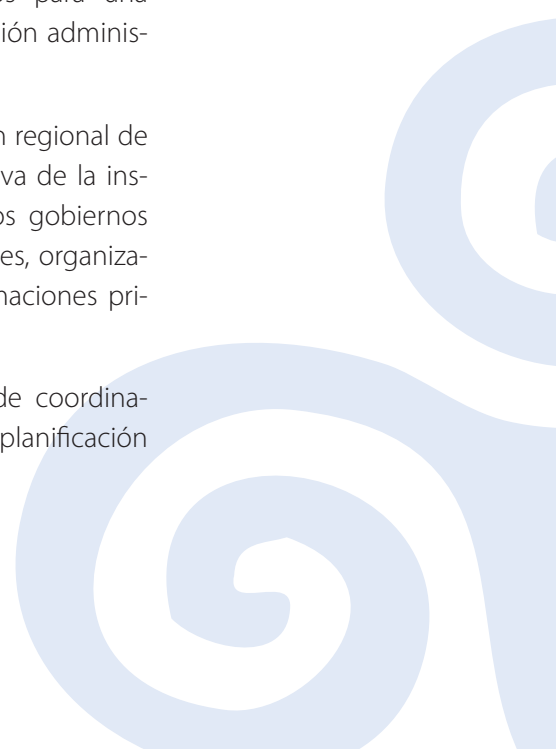 para una
ión adminis-
regional de
va de la ins-
os gobiernos
es, organiza-
naciones pri-
de coordina-
planificación